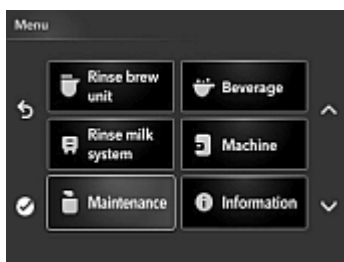 Menu
Rinse brew
unit
Beverage
Rinse milk
system
Machine
Maintenance
Information